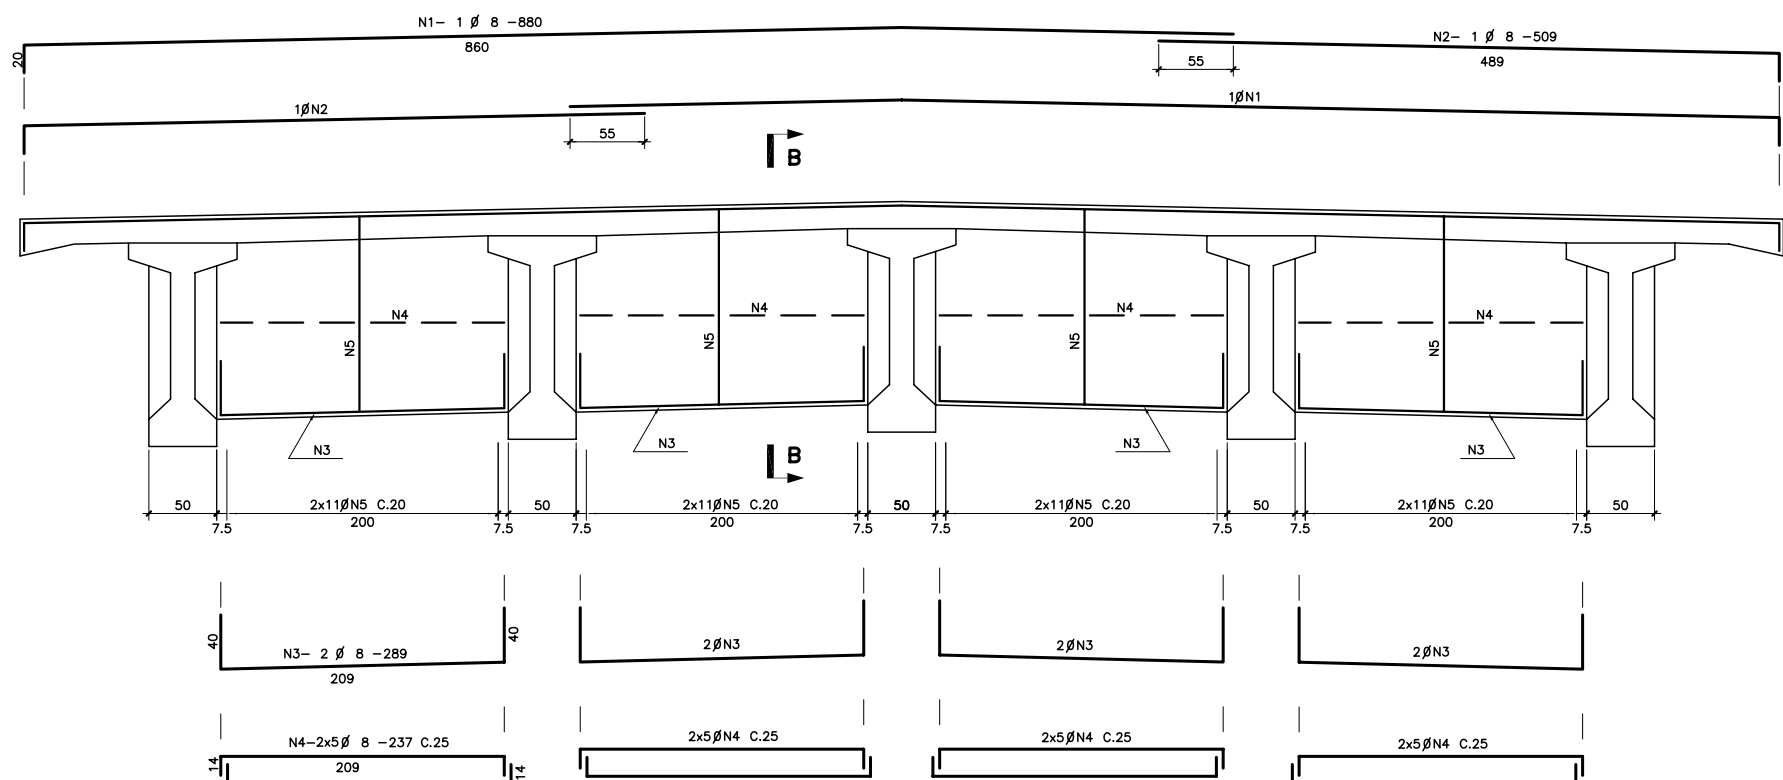 N1- 1 Ø 8 -880
860
20
N2- 1 Ø 8 -509
489
55
1ØN2
1ØN1
55
B
N4
N4
N4
N4
N5
N5
N5
N5
N3
N3
N3
N3
B
50
2x11ØN5 C.20
50
2x11ØN5 C.20
50
2x11ØN5 C.20
50
2x11ØN5 C.20
50
7.5
200
7.5
7.5
200
7.5
7.5
200
7.5
7.5
200
7.5
40
40
N3- 2 Ø 8 -289
209
2ØN3
2ØN3
2ØN3
N4-2x5Ø 8 -237 C.25
209
14
14
2x5ØN4 C.25
2x5ØN4 C.25
2x5ØN4 C.25